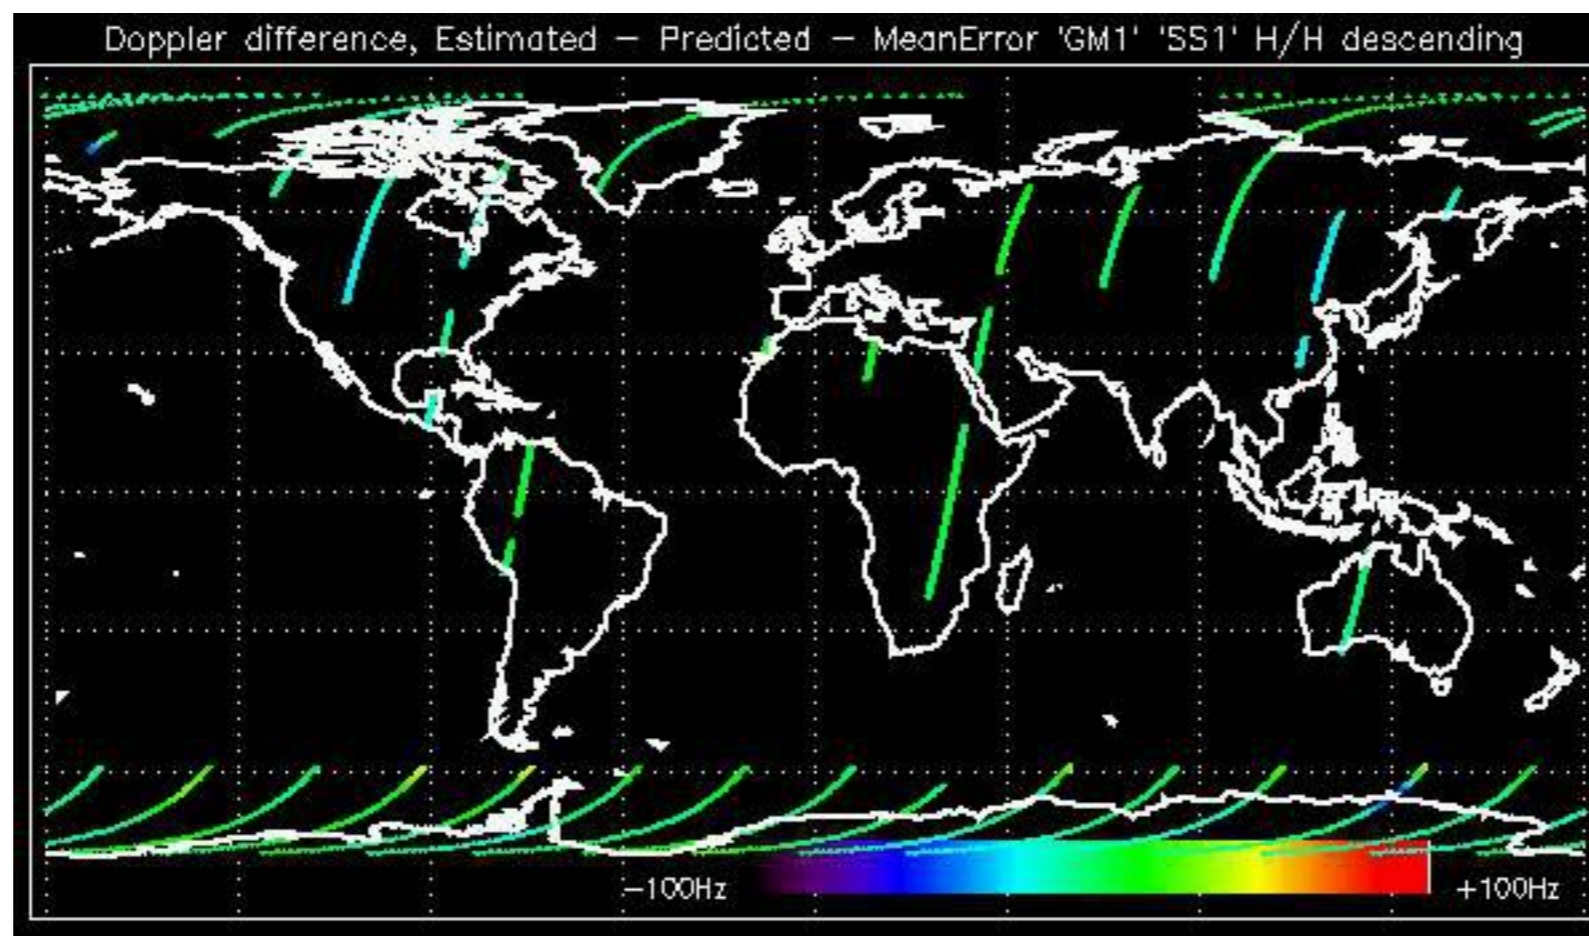 Doppler difference, Estimated – Predicted – MeanError 'GM1' 'SS1' H/H descending
–100Hz +100Hz